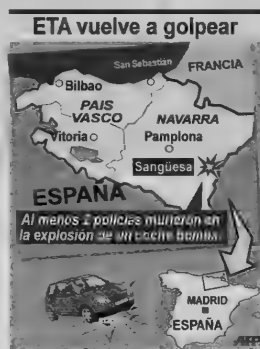 ETA vuelve a golpear
San Sebastián
FRANCIA
Bilbao
PAIS
VASCO
NAVARRA
Vitoria
Pamplona
Sangüesa
ESPAÑA
Al menos 2 policías murieron en
la explosión de un coche bomba.
MADRID
ESPAÑA
AFP